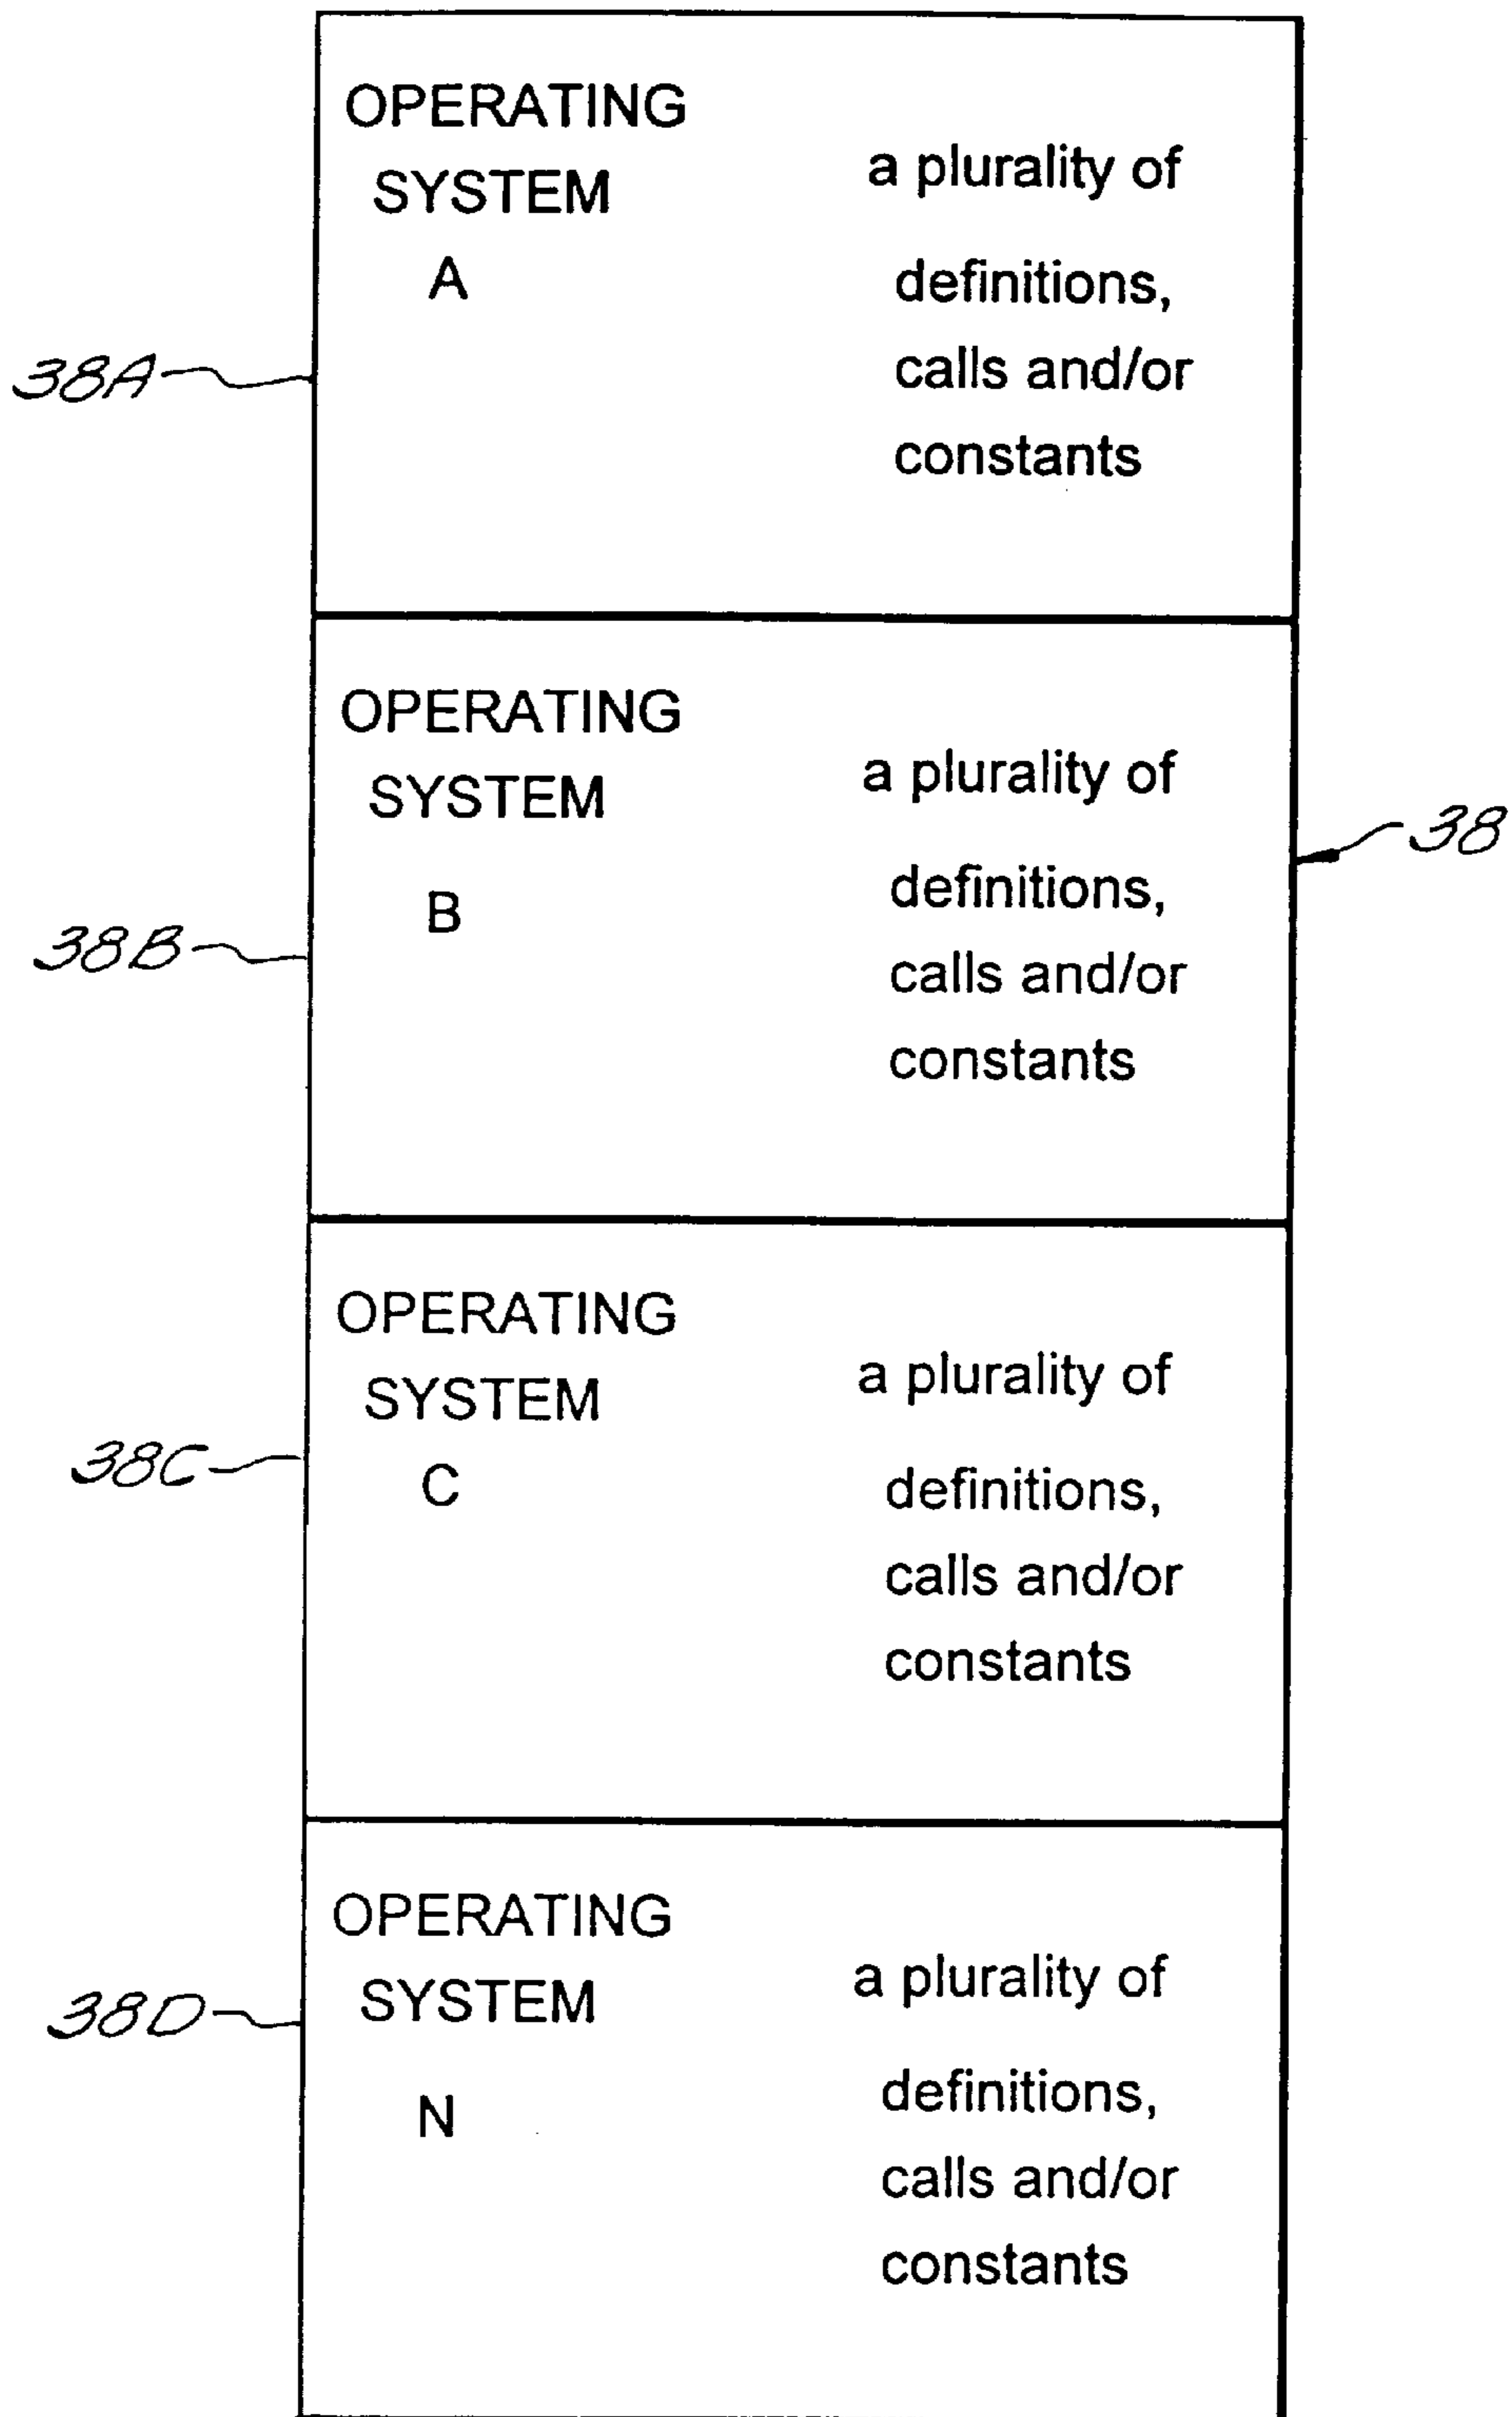 OPERATING
SYSTEM
A
a plurality of
definitions,
calls and/or
constants
38A
OPERATING
SYSTEM
B
a plurality of
definitions,
calls and/or
constants
38B
38
OPERATING
SYSTEM
C
a plurality of
definitions,
calls and/or
constants
38C
OPERATING
SYSTEM
N
a plurality of
definitions,
calls and/or
constants
38D